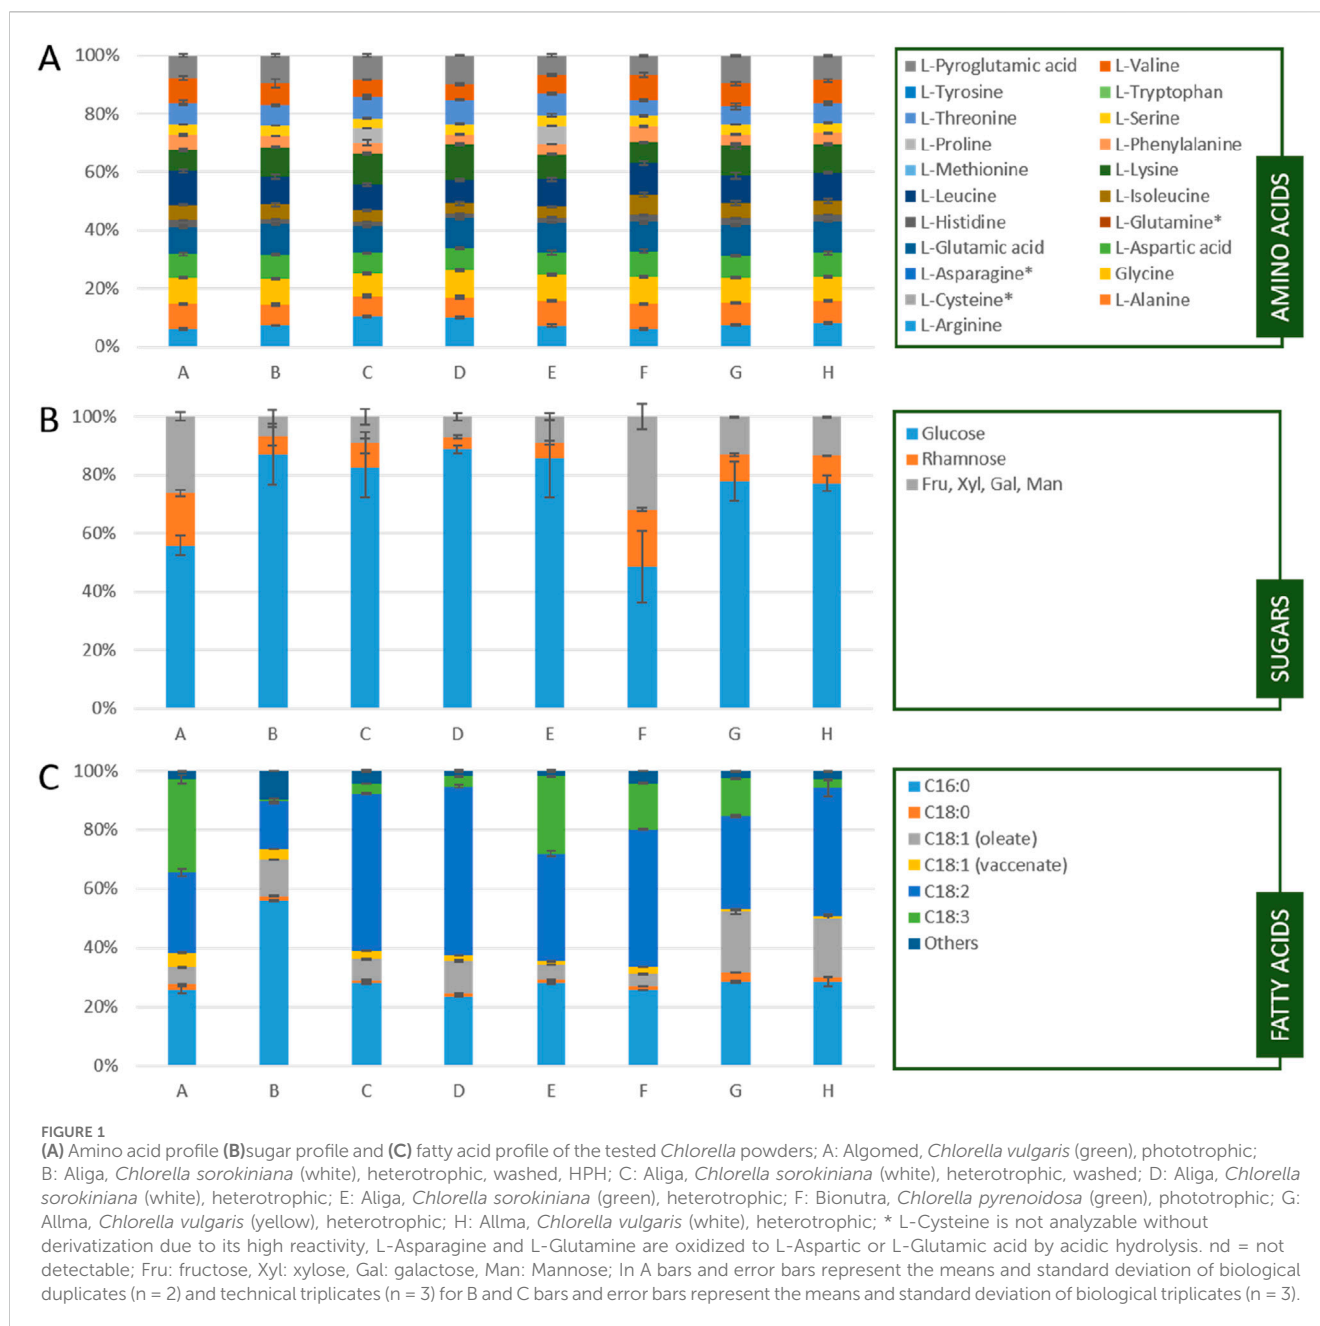 A
100%
80%
60%
40%
20%
0%
A B C D E F G H
L-Pyroglutamic acid L-Valine
L-Tyrosine L-Tryptophan
L-Threonine L-Serine
L-Proline L-Phenylalanine
L-Methionine L-Lysine
L-Leucine L-Isoleucine
L-Histidine L-Glutamine*
L-Glutamic acid L-Aspartic acid
L-Asparagine* Glycine
L-Cysteine* L-Alanine
L-Arginine
AMINO ACIDS
B
100%
80%
60%
40%
20%
0%
A B C D E F G H
Glucose
Rhamnose
Fru, Xyl, Gal, Man
SUGARS
C
100%
80%
60%
40%
20%
0%
A B C D E F G H
C16:0
C18:0
C18:1 (oleate)
C18:1 (vaccenate)
C18:2
C18:3
Others
FATTY ACIDS
FIGURE 1
(A) Amino acid profile (B)sugar profile and (C) fatty acid profile of the tested Chlorella powders; A: Algomed, Chlorella vulgaris (green), phototrophic;
B: Aliga, Chlorella sorokiniana (white), heterotrophic, washed, HPH; C: Aliga, Chlorella sorokiniana (white), heterotrophic, washed; D: Aliga, Chlorella
sorokiniana (white), heterotrophic; E: Aliga, Chlorella sorokiniana (green), heterotrophic; F: Bionutra, Chlorella pyrenoidosa (green), phototrophic; G:
Allma, Chlorella vulgaris (yellow), heterotrophic; H: Allma, Chlorella vulgaris (white), heterotrophic; * L-Cysteine is not analyzable without
derivatization due to its high reactivity, L-Asparagine and L-Glutamine are oxidized to L-Aspartic or L-Glutamic acid by acidic hydrolysis. nd = not
detectable; Fru: fructose, Xyl: xylose, Gal: galactose, Man: Mannose; In A bars and error bars represent the means and standard deviation of biological
duplicates (n = 2) and technical triplicates (n = 3) for B and C bars and error bars represent the means and standard deviation of biological triplicates (n = 3).